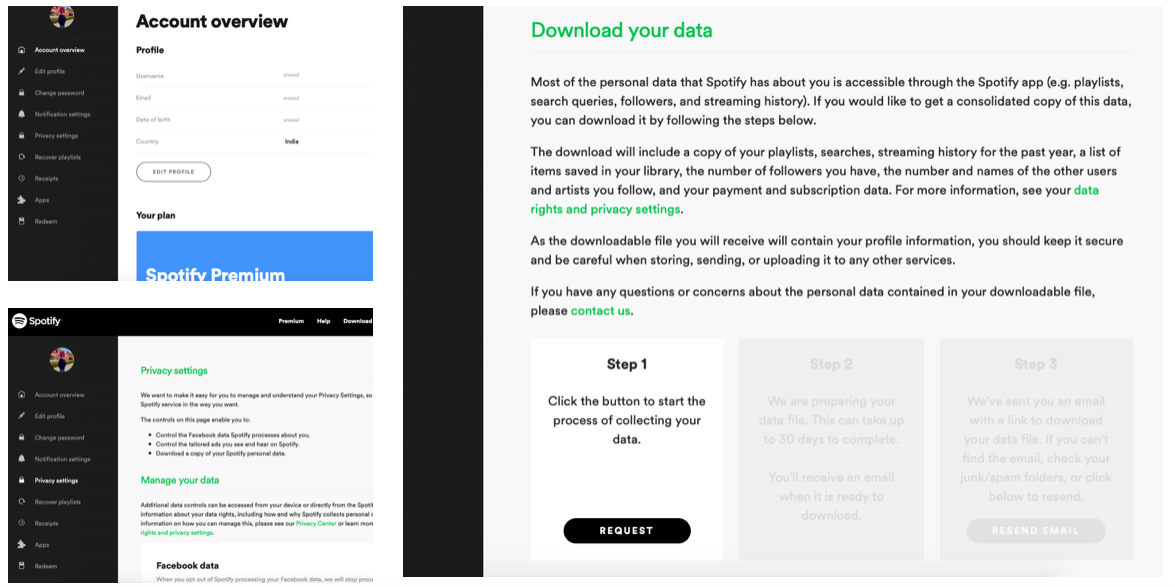 Account overview
Edit profile
Change password
Notification settings
Privacy settings
Recover playlists
Receipts
Apps
Redeem
Account overview
Profile
Username erased
Email erased
Date of birth erased
Country India
EDIT PROFILE
Your plan
Spotify Premium
Spotify
Premium Help Download
Account overview
Edit profile
Change password
Notification settings
Privacy settings
Recover playlists
Receipts
Apps
Redeem
Privacy settings
We want to make it easy for you to manage and understand your Privacy Settings, so
Spotify service in the way you want.
The controls on this page enable you to:
Control the Facebook data Spotify processes about you.
Control the tailored ads you see and hear on Spotify.
Download a copy of your Spotify personal data.
Manage your data
Additional data controls can be accessed from your device or directly from the Spotif
information about your data rights, including how and why Spotify collects personal d
information on how you can manage this, please see our Privacy Center or learn more
rights and privacy settings.
Facebook data
When you opt out of Spotify processing your Facebook data, we will stop proce
Download your data
Most of the personal data that Spotify has about you is accessible through the Spotify app (e.g. playlists,
search queries, followers, and streaming history). If you would like to get a consolidated copy of this data,
you can download it by following the steps below.
The download will include a copy of your playlists, searches, streaming history for the past year, a list of
items saved in your library, the number of followers you have, the number and names of the other users
and artists you follow, and your payment and subscription data. For more information, see your data
rights and privacy settings.
As the downloadable file you will receive will contain your profile information, you should keep it secure
and be careful when storing, sending, or uploading it to any other services.
If you have any questions or concerns about the personal data contained in your downloadable file,
please contact us.
Step 1
Click the button to start the
process of collecting your
data.
REQUEST
Step 2
We are preparing your
data file. This can take up
to 30 days to complete.
You'll receive an email
when it is ready to
download.
Step 3
We've sent you an email
with a link to download
your data file. If you can't
find the email, check your
junk/spam folders, or click
below to resend.
RESEND EMAIL